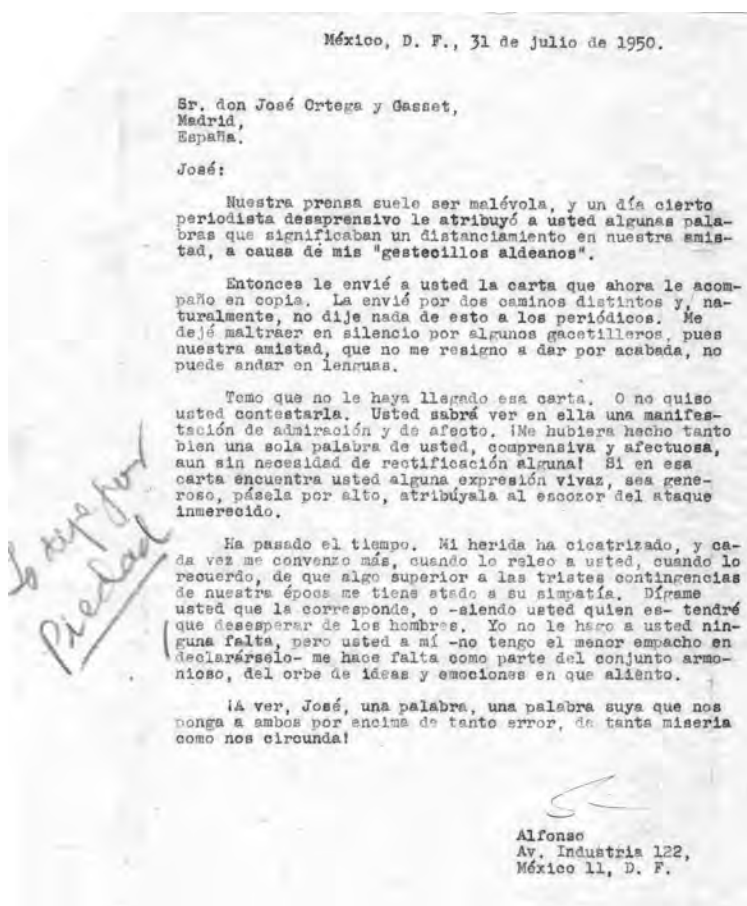 México, D. F., 31 de julio de 1950.
Sr. don José Ortega y Gasset,
Madrid,
España.
José:
Nuestra prensa suele ser malévola, y un día cierto
periodista desaprensivo le atribuyó a usted algunas pala-
bras que significaban un distanciamiento en nuestra amis-
tad, a causa de mis "gestecillos aldeanos".
Entonces le envié a usted la carta que ahora le acom-
paño en copia. La envié por dos caminos distintos y, na-
turalmente, no dije nada de esto a los periódicos. Me
dejé maltraer en silencio por algunos gacetilleros, pues
nuestra amistad, que no me resigno a dar por acabada, no
puede andar en lenguas.
Temo que no le haya llegado esa carta. O no quiso
usted contestarla. Usted sabrá ver en ella una manifes-
tación de admiración y de afecto. ¡Me hubiera hecho tanto
bien una sola palabra de usted, comprensiva y afectuosa,
aun sin necesidad de rectificación alguna! Si en esa
carta encuentra usted alguna expresión vivaz, sea gene-
roso, pásela por alto, atribúyala al escozor del ataque
inmerecido.
Ha pasado el tiempo. Mi herida ha cicatrizado, y ca-
da vez me convenzo más, cuando lo releo a usted, cuando lo
recuerdo, de que algo superior a las tristes contingencias
de nuestra época me tiene atado a su simpatía. Dígame
usted que la corresponde, o -siendo usted quien es- tendré
que desesperar de los hombres. Yo no le hago a usted nin-
guna falta, pero usted a mí -no tengo el menor empacho en
declarárselo- me hace falta como parte del conjunto armo-
nioso, del orbe de ideas y emociones en que aliento.
¡A ver, José, una palabra, una palabra suya que nos
ponga a ambos por encima de tanto error, de tanta miseria
como nos circunda!
Lo dije por
Piedad
Alfonso
Av. Industria 122,
México 11, D. F.